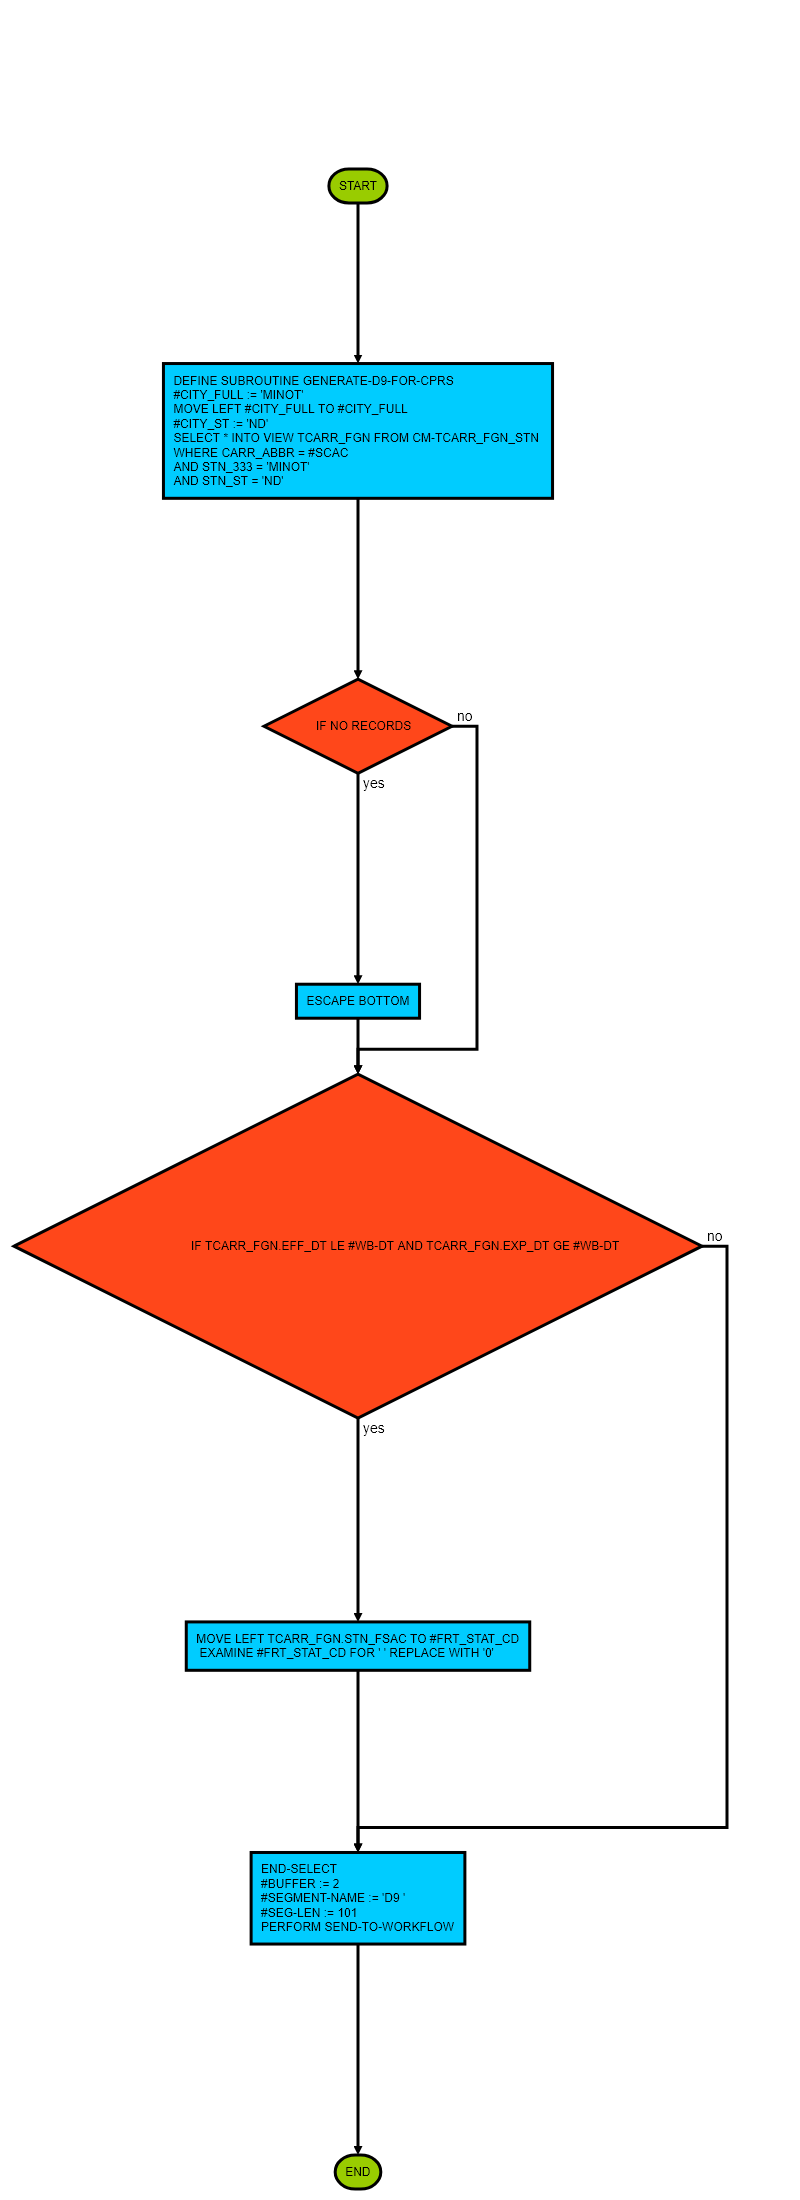 START
DEFINE SUBROUTINE GENERATE-D9-FOR-CPRS
#CITY_FULL := 'MINOT'
MOVE LEFT #CITY_FULL TO #CITY_FULL
#CITY_ST := 'ND'
SELECT * INTO VIEW TCARR_FGN FROM CM-TCARR_FGN_STN
WHERE CARR_ABBR = #SCAC
AND STN_333 = 'MINOT'
AND STN_ST = 'ND'
IF NO RECORDS
no
yes
ESCAPE BOTTOM
IF TCARR_FGN.EFF_DT LE #WB-DT AND TCARR_FGN.EXP_DT GE #WB-DT
no
yes
MOVE LEFT TCARR_FGN.STN_FSAC TO #FRT_STAT_CD
EXAMINE #FRT_STAT_CD FOR ' ' REPLACE WITH '0'
END-SELECT
#BUFFER := 2
#SEGMENT-NAME := 'D9 '
#SEG-LEN := 101
PERFORM SEND-TO-WORKFLOW
END